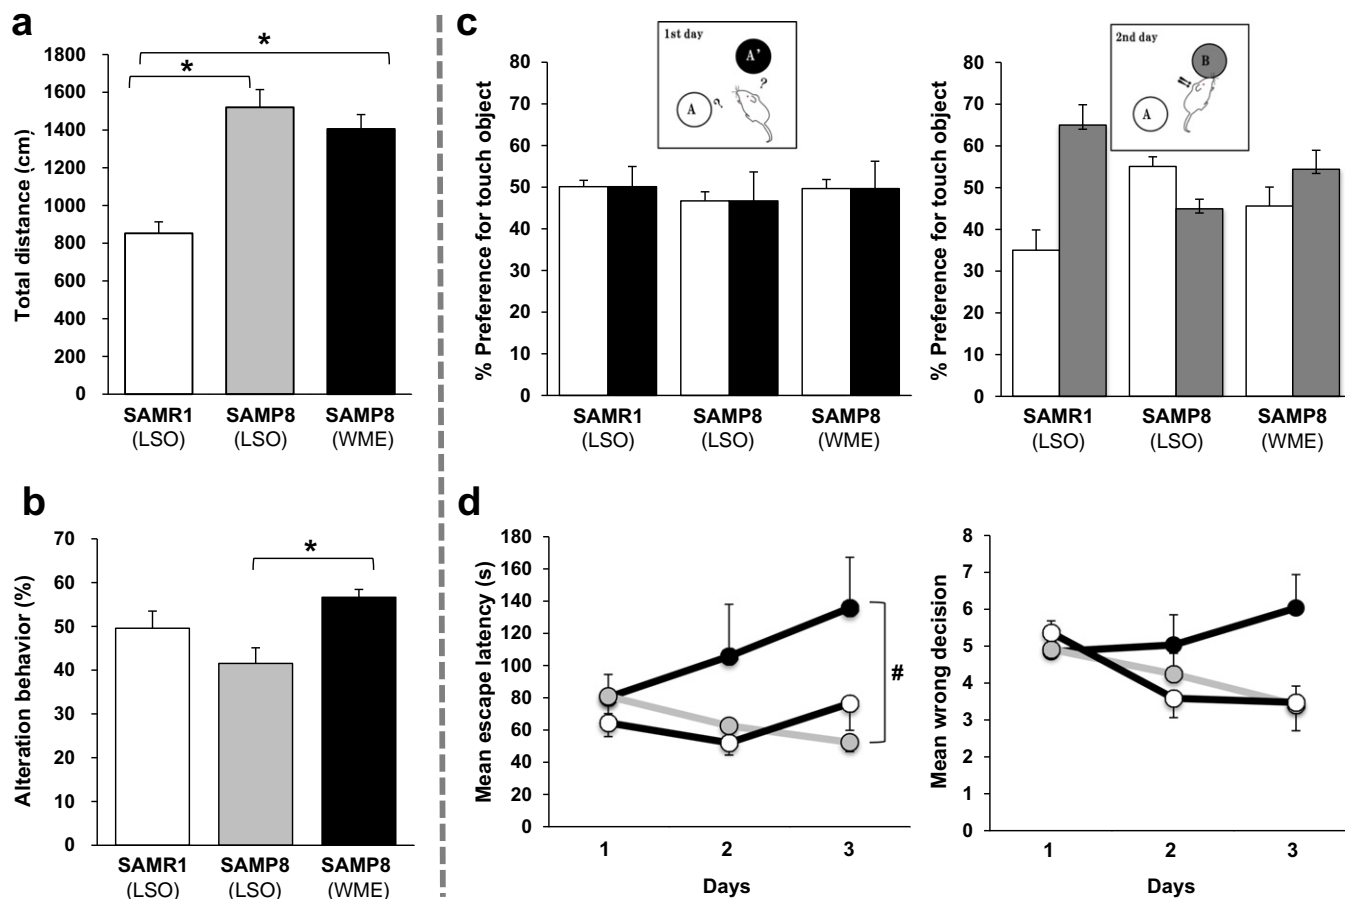 a
*
*
Total distance (cm)
1800
1600
1400
1200
1000
800
600
400
200
0
SAMR1 SAMP8 SAMP8
(LSO) (LSO) (WME)
b
*
Alteration behavior (%)
70
60
50
40
30
20
10
0
SAMR1 SAMP8 SAMP8
(LSO) (LSO) (WME)
c
1st day
A'
?
A ?
% Preference for touch object
80
70
60
50
40
30
20
10
0
SAMR1 SAMP8 SAMP8
(LSO) (LSO) (WME)
2nd day
B
!!
A
% Preference for touch object
80
70
60
50
40
30
20
10
0
SAMR1 SAMP8 SAMP8
(LSO) (LSO) (WME)
d
Mean escape latency (s)
180
160
140
120
100
80
60
40
20
0
#
1 2 3
Days
Mean wrong decision
8
7
6
5
4
3
2
1
0
1 2 3
Days